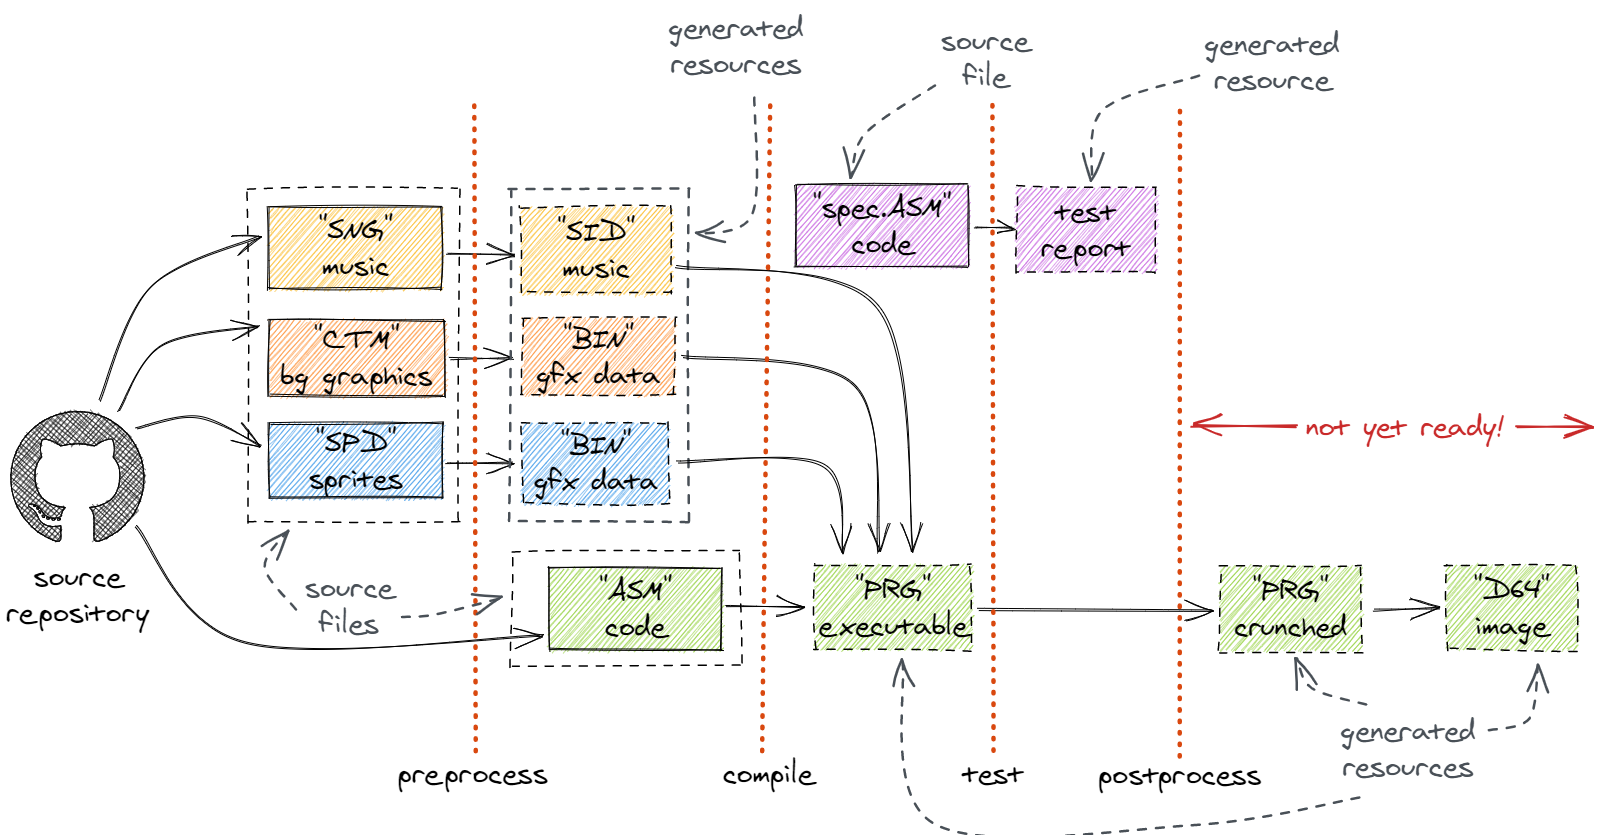 generated
resources
source
file
generated
resource
"SNG"
music
"SID"
music
"spec.ASM"
code
test
report
"CTM"
bg graphics
"BIN"
gfx data
"SPD"
sprites
"BIN"
gfx data
not yet ready!
source
repository
source
files
"ASM"
code
"PRG"
executable
"PRG"
crunched
"D64"
image
generated
resources
preprocess
compile
test
postprocess